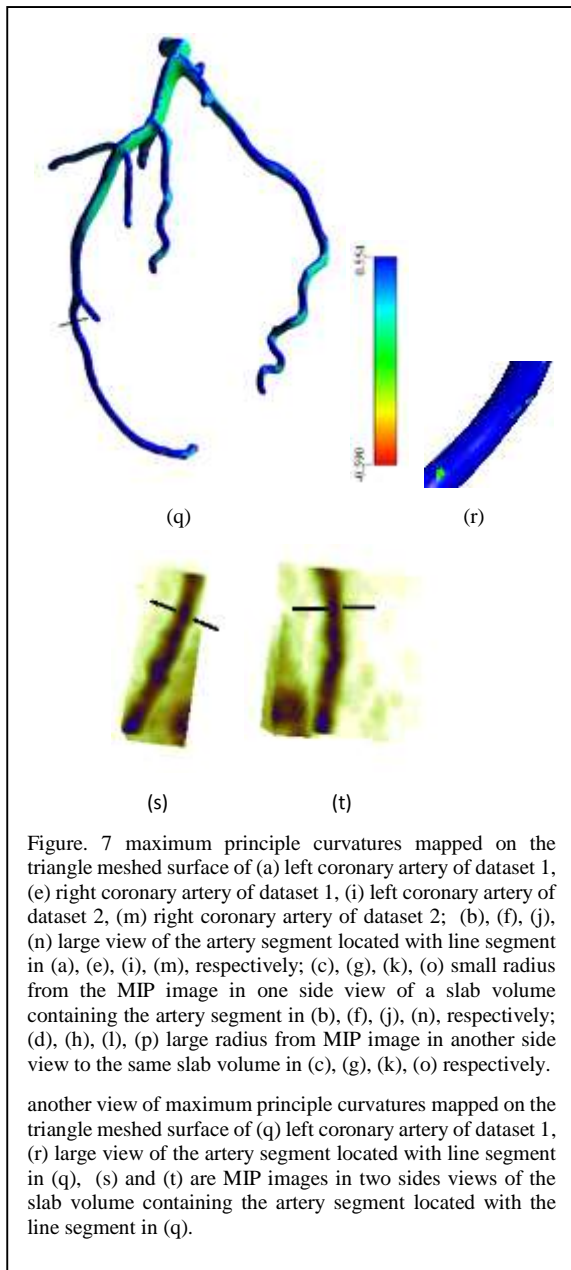 0.554
-0.590
(q)
(r)
(s)
(t)
Figure. 7 maximum principle curvatures mapped on the
triangle meshed surface of (a) left coronary artery of dataset 1,
(e) right coronary artery of dataset 1, (i) left coronary artery of
dataset 2, (m) right coronary artery of dataset 2; (b), (f), (j),
(n) large view of the artery segment located with line segment
in (a), (e), (i), (m), respectively; (c), (g), (k), (o) small radius
from the MIP image in one side view of a slab volume
containing the artery segment in (b), (f), (j), (n), respectively;
(d), (h), (l), (p) large radius from MIP image in another side
view to the same slab volume in (c), (g), (k), (o) respectively.
another view of maximum principle curvatures mapped on the
triangle meshed surface of (q) left coronary artery of dataset 1,
(r) large view of the artery segment located with line segment
in (q), (s) and (t) are MIP images in two sides views of the
slab volume containing the artery segment located with the
line segment in (q).